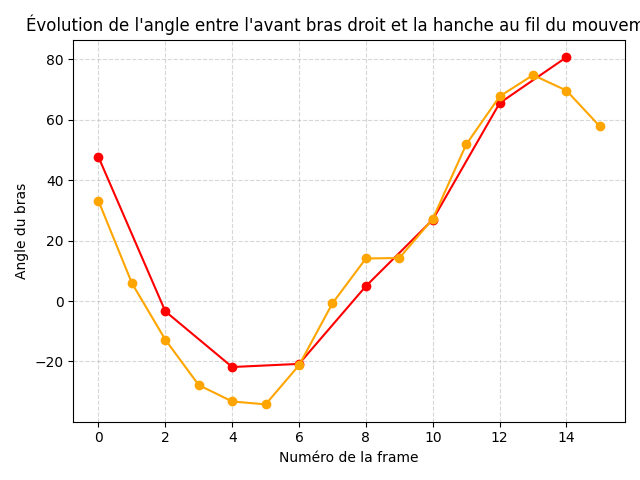 Évolution de l'angle entre l'avant bras droit et la hanche au fil du mouvem
80
60
40
20
0
−20
Angle du bras
0 2 4 6 8 10 12 14
Numéro de la frame